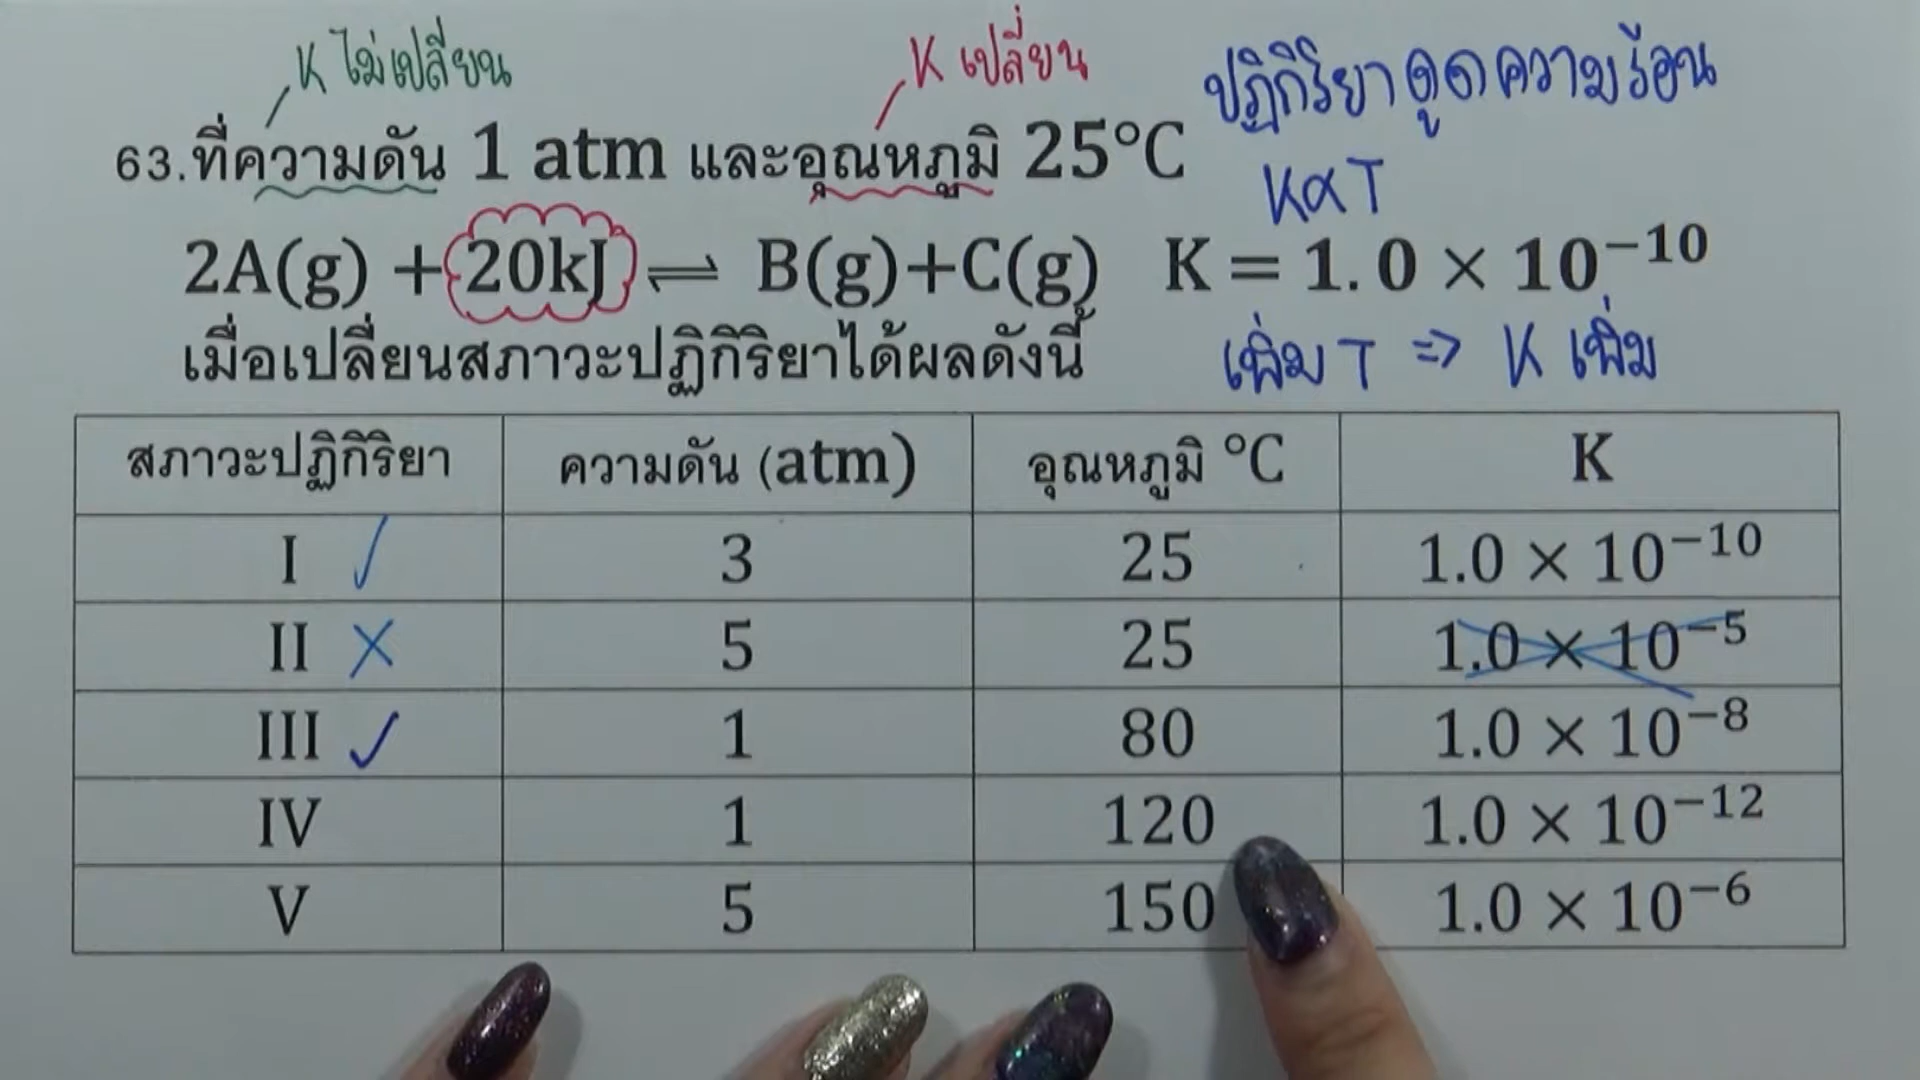 K ไม่เปลี่ยน
K เปลี่ยน
ปฏิกิริยาดูดความร้อน
63.ที่ความดัน 1 atm และอุณหภูมิ 25°C
K α T
2A(g) + 20kJ ⇌ B(g)+C(g) K = 1.0 × 10⁻¹⁰
เมื่อเปลี่ยนสภาวะปฏิกิริยาได้ผลดังนี้
เพิ่ม T => K เพิ่ม
สภาวะปฏิกิริยา ความดัน (atm) อุณหภูมิ °C K
I ✓ 3 25 1.0 × 10⁻¹⁰
II ✗ 5 25 1.0 × 10⁻⁵
III ✓ 1 80 1.0 × 10⁻⁸
IV 1 120 1.0 × 10⁻¹²
V 5 150 1.0 × 10⁻⁶